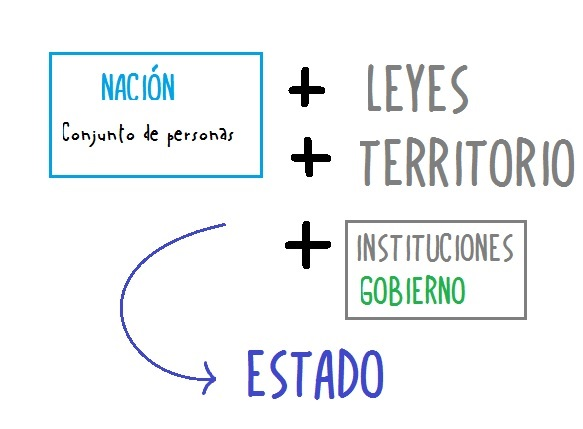 NACIÓN
Conjunto de personas
+ LEYES
+ TERRITORIO
+ INSTITUCIONES
GOBIERNO
ESTADO